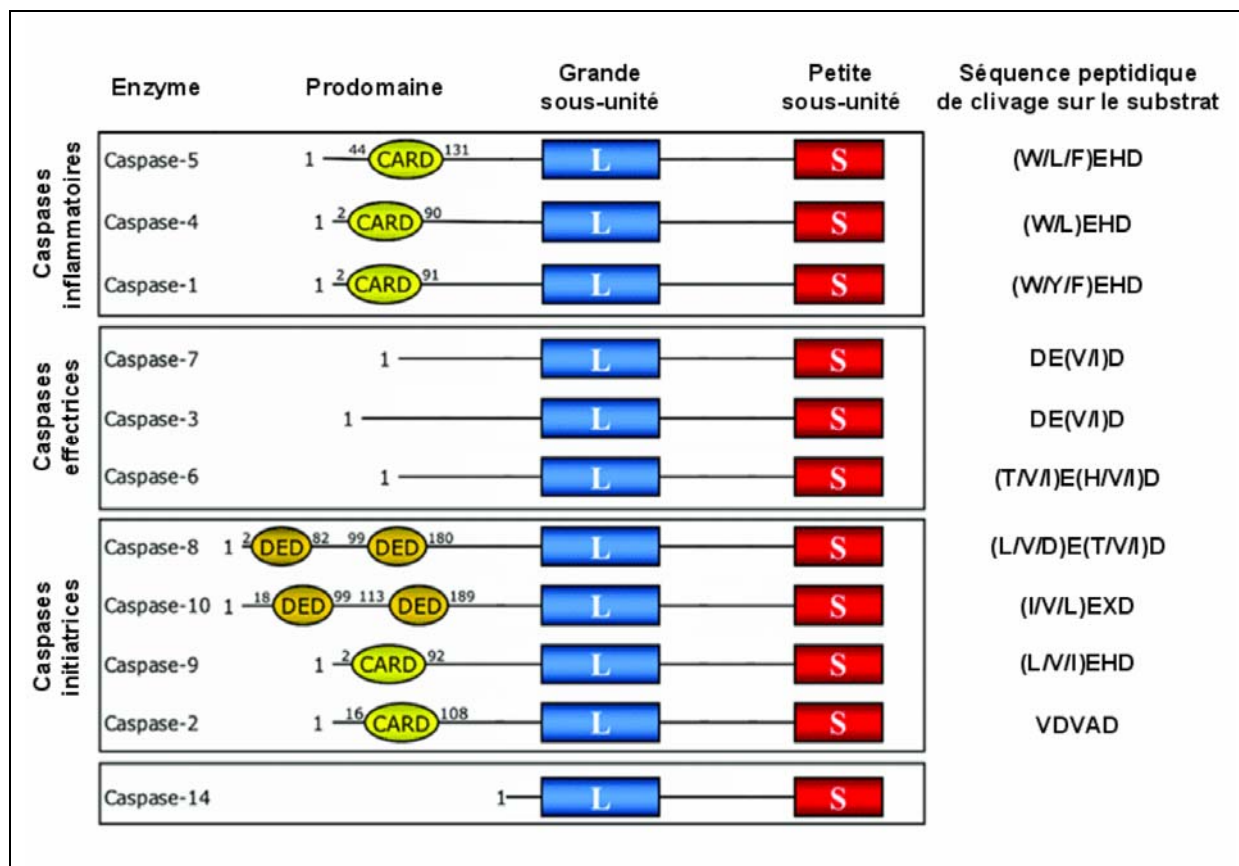 Enzyme Prodomaine Grande sous-unité Petite sous-unité Séquence peptidique de clivage sur le substrat
Caspases inflammatoires
Caspase-5 1 44 CARD 131 L S (W/L/F)EHD
Caspase-4 1 2 CARD 90 L S (W/L)EHD
Caspase-1 1 2 CARD 91 L S (W/Y/F)EHD
Caspases effectrices
Caspase-7 1 L S DE(V/I)D
Caspase-3 1 L S DE(V/I)D
Caspase-6 1 L S (T/V/I)E(H/V/I)D
Caspases initiatrices
Caspase-8 1 2 DED 82 99 DED 180 L S (L/V/D)E(T/V/I)D
Caspase-10 1 18 DED 99 113 DED 189 L S (I/V/L)EXD
Caspase-9 1 2 CARD 92 L S (L/V/I)EHD
Caspase-2 1 16 CARD 108 L S VDVAD
Caspase-14 1 L S